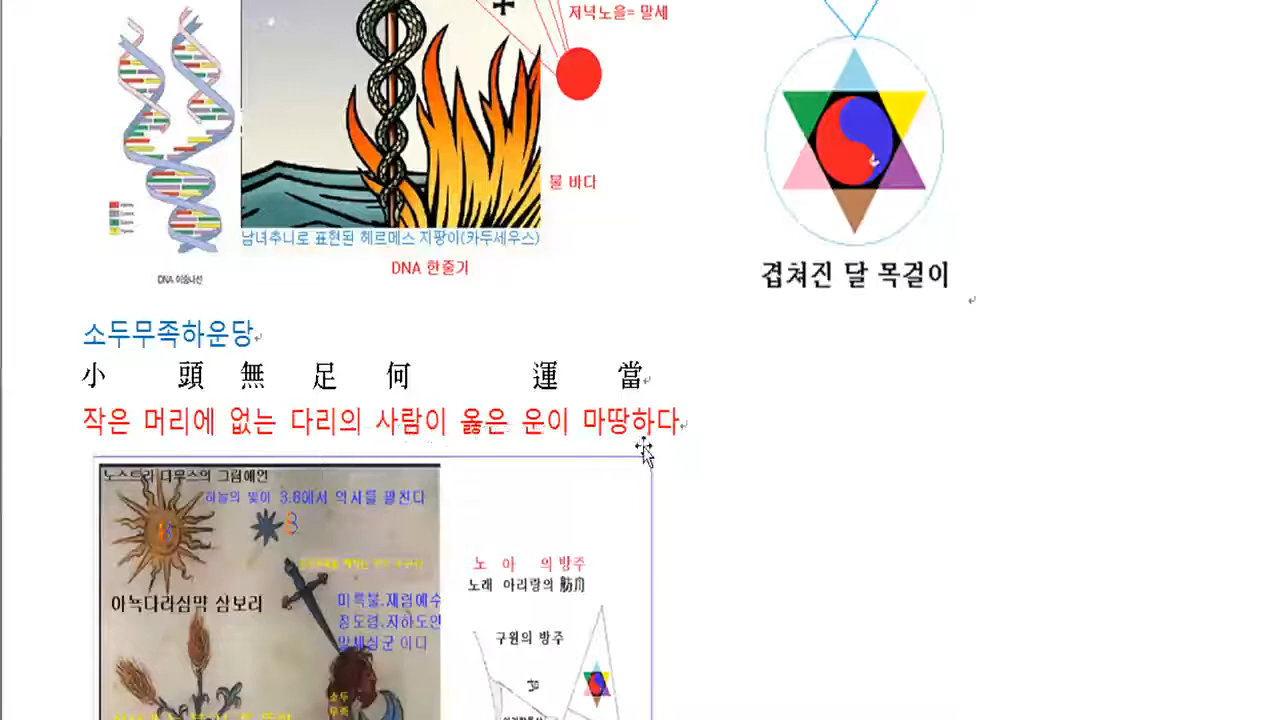 저녁노을= 말세
불 바다
남녀추니로 표현된 헤르메스 지팡이(카두세우스)
DNA 한줄기
DNA 이중나선
겹쳐진 달 목걸이
소두무족하운당
小 頭 無 足 何 運 當
작은 머리에 없는 다리의 사람이 옳은 운이 마땅하다
노스트라다무스의 그림예언
하늘의 빛이 3.8에서 역사를 펼친다
8
아녹다리삼막 삼보리
미륵불.재림예수
정도령.자하도인
말세성군 이다
소두
무족
노 아 의 방주
노래 아리랑의
구원의 방주